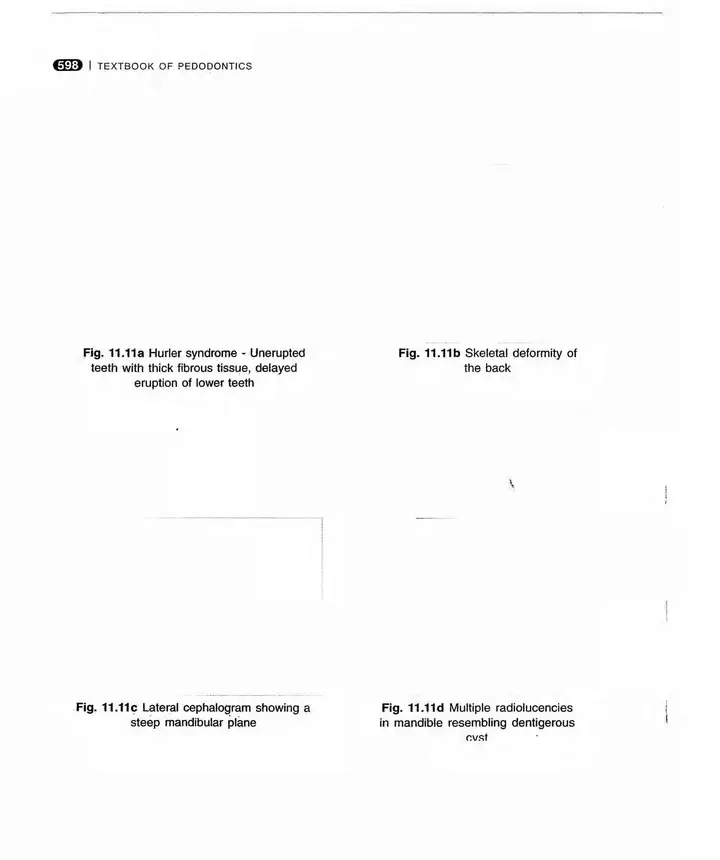 598 | TEXTBOOK OF PEDODONTICS
Fig. 11.11a Hurler syndrome - Unerupted
teeth with thick fibrous tissue, delayed
eruption of lower teeth
Fig. 11.11b Skeletal deformity of
the back
Fig. 11.11c Lateral cephalogram showing a
steep mandibular plane
Fig. 11.11d Multiple radiolucencies
in mandible resembling dentigerous
cyst